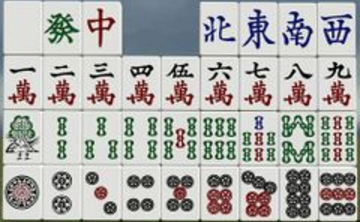 發 中 北 東 南 西
一 二 三 四 伍 六 七 八 九
萬 萬 萬 萬 萬 萬 萬 萬 萬